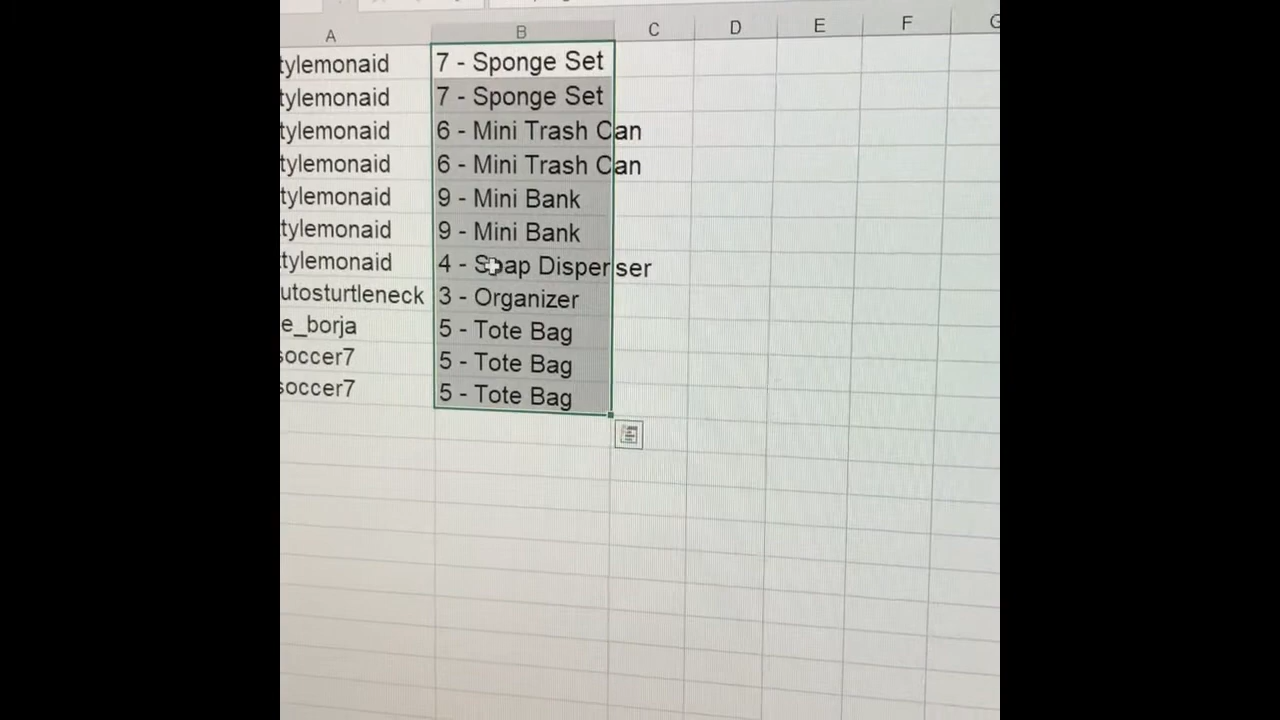 A B C D E F G
tylemonaid 7 - Sponge Set
tylemonaid 7 - Sponge Set
tylemonaid 6 - Mini Trash Can
tylemonaid 6 - Mini Trash Can
tylemonaid 9 - Mini Bank
tylemonaid 9 - Mini Bank
tylemonaid 4 - Soap Dispenser
utosturtleneck 3 - Organizer
e_borja 5 - Tote Bag
soccer7 5 - Tote Bag
soccer7 5 - Tote Bag